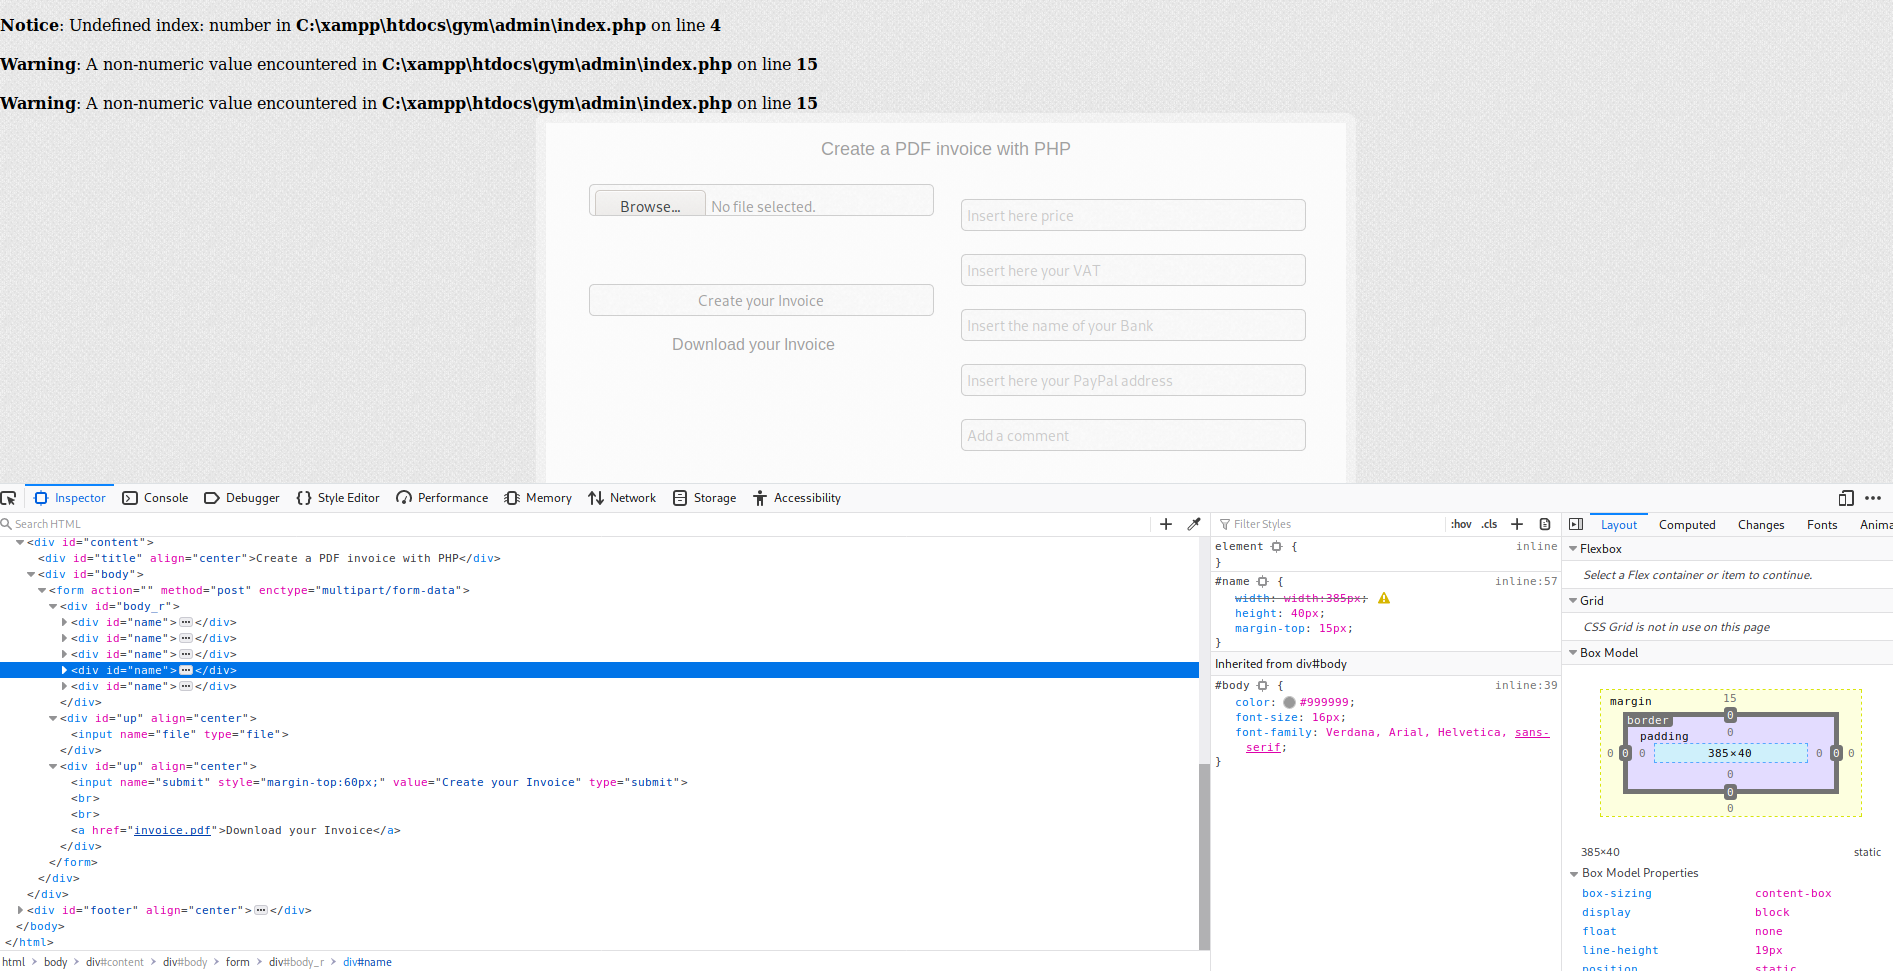 Notice: Undefined index: number in C:\xampp\htdocs\gym\admin\index.php on line 4
Warning: A non-numeric value encountered in C:\xampp\htdocs\gym\admin\index.php on line 15
Warning: A non-numeric value encountered in C:\xampp\htdocs\gym\admin\index.php on line 15
Create a PDF invoice with PHP
Browse... No file selected.
Create your Invoice
Download your Invoice
Insert here price
Insert here your VAT
Insert the name of your Bank
Insert here your PayPal address
Add a comment
Inspector Console Debugger Style Editor Performance Memory Network Storage Accessibility
Search HTML
<div id="content">
<div id="title" align="center">Create a PDF invoice with PHP</div>
<div id="body">
<form action="" method="post" enctype="multipart/form-data">
<div id="body_r">
<div id="name"> ••• </div>
<div id="name"> ••• </div>
<div id="name"> ••• </div>
<div id="name"> ••• </div>
<div id="name"> ••• </div>
</div>
<div id="up" align="center">
<input name="file" type="file">
</div>
<div id="up" align="center">
<input name="submit" style="margin-top:60px;" value="Create your Invoice" type="submit">
<br>
<br>
<a href="invoice.pdf">Download your Invoice</a>
</div>
</form>
</div>
</div>
<div id="footer" align="center"> ••• </div>
</body>
</html>
html > body > div#content > div#body > form > div#body_r > div#name
Filter Styles :hov .cls +
element { inline
}
#name { inline:57
width: width:385px;
height: 40px;
margin-top: 15px;
}
Inherited from div#body
#body { inline:39
color: #999999;
font-size: 16px;
font-family: Verdana, Arial, Helvetica, sans-
serif;
}
Layout Computed Changes Fonts Anima
Flexbox
Select a Flex container or item to continue.
Grid
CSS Grid is not in use on this page
Box Model
margin 15
border 0
padding 0
0 0 0 385×40 0 0 0
0
0
0
385×40 static
Box Model Properties
box-sizing content-box
display block
float none
line-height 19px
position static